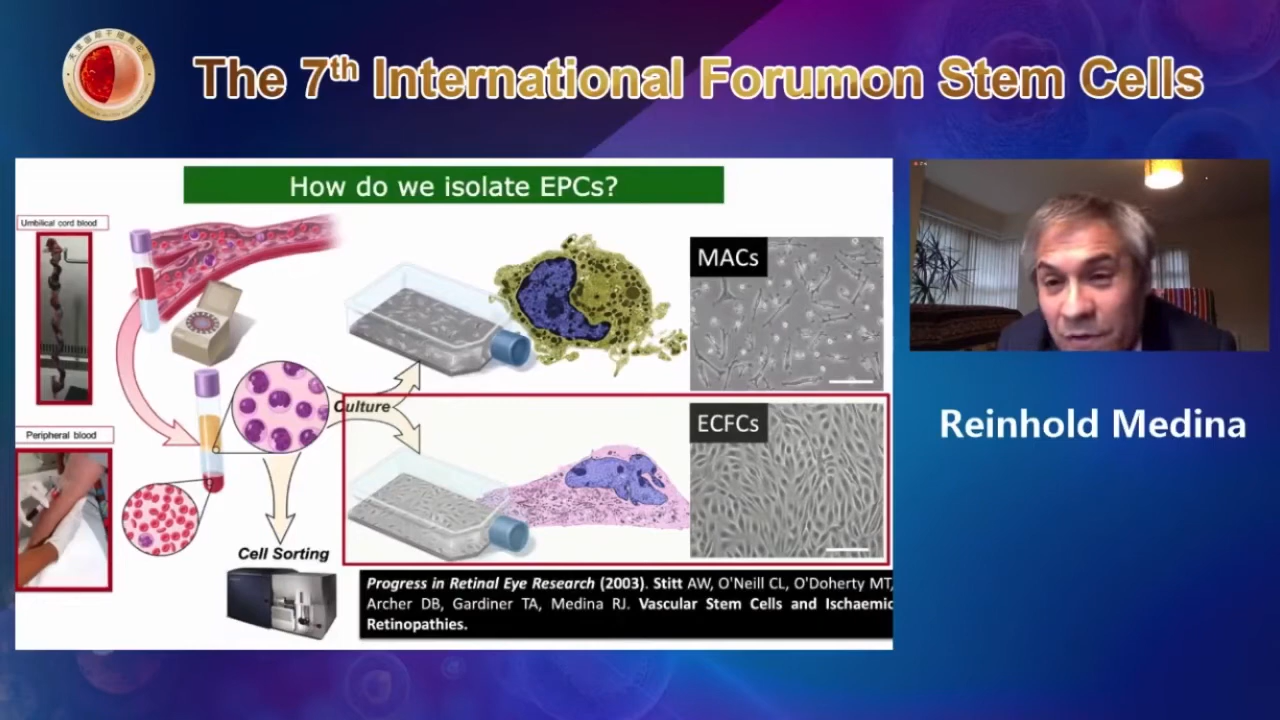 The 7th International Forumon Stem Cells
How do we isolate EPCs?
Umbilical cord blood
Peripheral blood
Culture
Cell Sorting
MACs
ECFCs
Progress in Retinal Eye Research (2003). Stitt AW, O'Neill CL, O'Doherty MT,
Archer DB, Gardiner TA, Medina RJ. Vascular Stem Cells and Ischaemic
Retinopathies.
Reinhold Medina